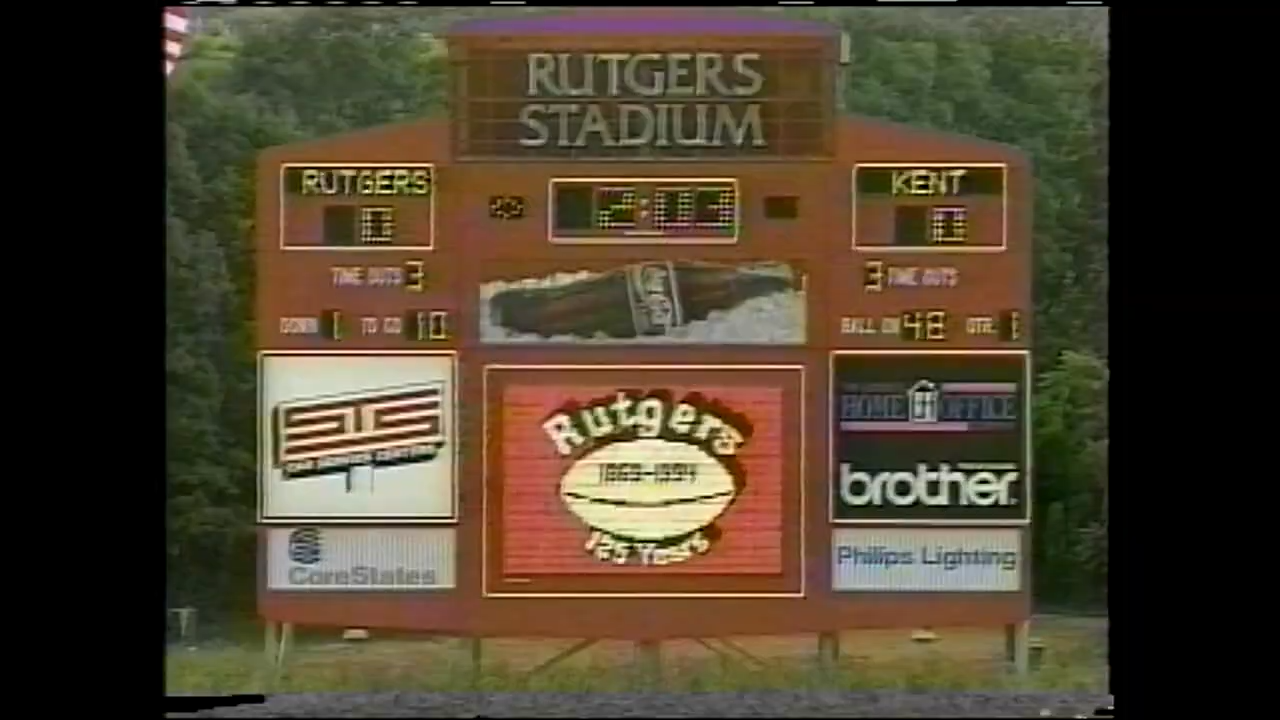 RUTGERS
STADIUM
RUTGERS
0
2:03
KENT
0
TIME OUTS 3
3 TIME OUTS
DOWN 1 TO GO 10
BALL ON 48 QTR. 1
Rutgers
1869-1994
125 Years
HOME OFFICE
brother.
CoreStates
Philips Lighting